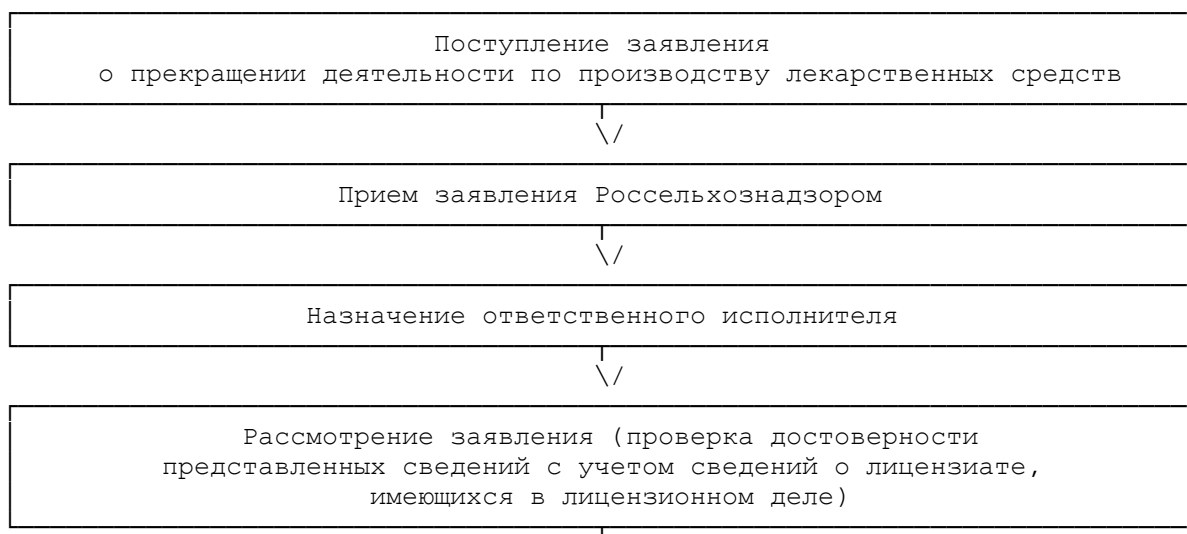 Поступление заявления
о прекращении деятельности по производству лекарственных средств
\/
Прием заявления Россельхознадзором
\/
Назначение ответственного исполнителя
\/
Рассмотрение заявления (проверка достоверности
представленных сведений с учетом сведений о лицензиате,
имеющихся в лицензионном деле)